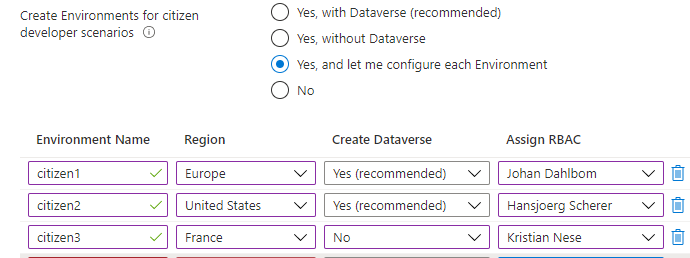 Create Environments for citizen
developer scenarios
Yes, with Dataverse (recommended)
Yes, without Dataverse
Yes, and let me configure each Environment
No
Environment Name Region Create Dataverse Assign RBAC
citizen1 Europe Yes (recommended) Johan Dahlbom
citizen2 United States Yes (recommended) Hansjoerg Scherer
citizen3 France No Kristian Nese